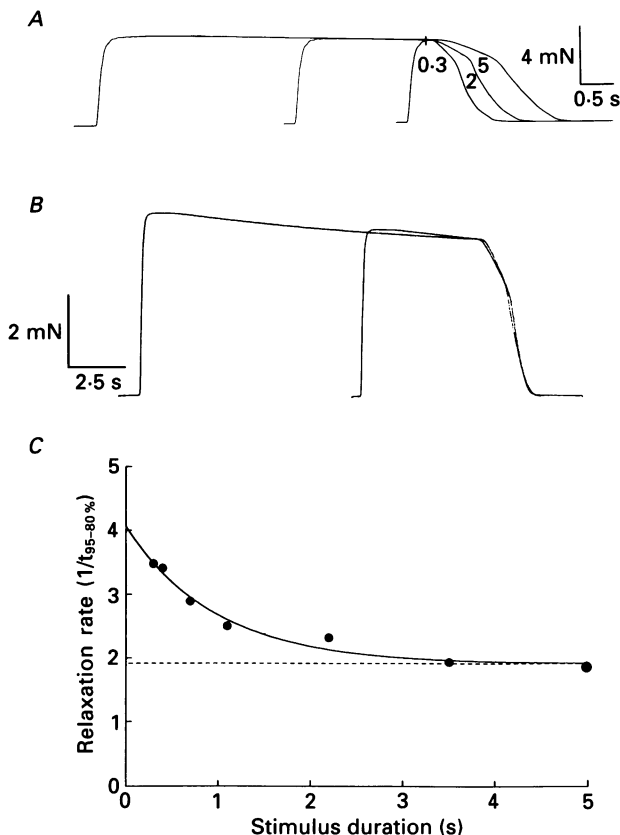 A
0·3
2
5
4 mN
0·5 s
B
2 mN
2·5 s
C
Relaxation rate (1/t95–80%)
5
4
3
2
1
0
0 1 2 3 4 5
Stimulus duration (s)